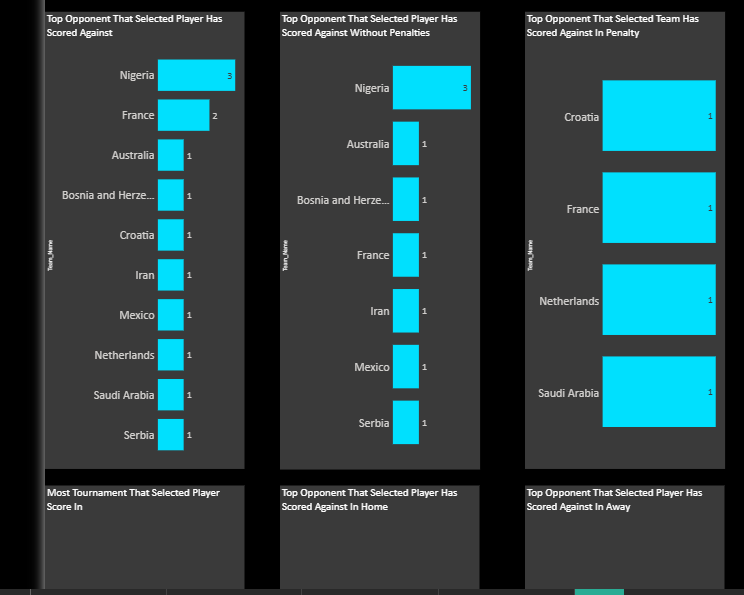 Top Opponent That Selected Player Has
Scored Against
Team_Name
Nigeria 3
France 2
Australia 1
Bosnia and Herze... 1
Croatia 1
Iran 1
Mexico 1
Netherlands 1
Saudi Arabia 1
Serbia 1
Top Opponent That Selected Player Has
Scored Against Without Penalties
Team_Name
Nigeria 3
Australia 1
Bosnia and Herze... 1
France 1
Iran 1
Mexico 1
Serbia 1
Top Opponent That Selected Team Has
Scored Against In Penalty
Team_Name
Croatia 1
France 1
Netherlands 1
Saudi Arabia 1
Most Tournament That Selected Player
Score In
Top Opponent That Selected Player Has
Scored Against In Home
Top Opponent That Selected Player Has
Scored Against In Away